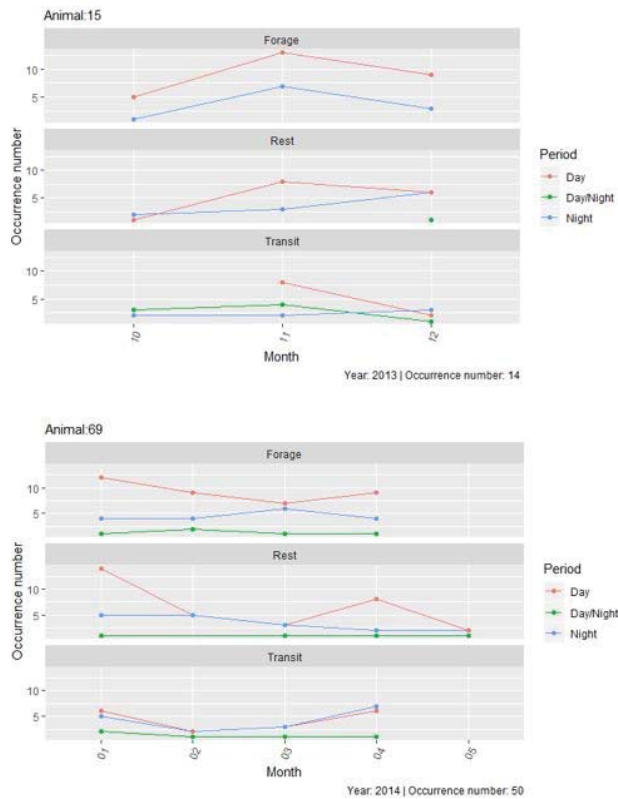 Animal:15
Forage
10
5
Rest
10
5
Transit
10
5
Occurrence number
10 11 12
Month
Period
Day
Day/Night
Night
Year: 2013 | Occurrence number: 14
Animal:69
Forage
10
5
Rest
10
5
Transit
10
5
Occurrence number
01 02 03 04 05
Month
Period
Day
Day/Night
Night
Year: 2014 | Occurrence number: 50